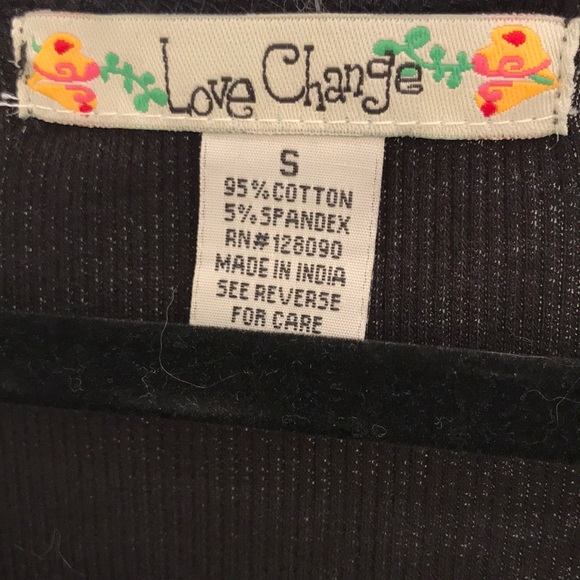 Love Change
S
95% COTTON
5% SPANDEX
RN# 128090
MADE IN INDIA
SEE REVERSE
FOR CARE